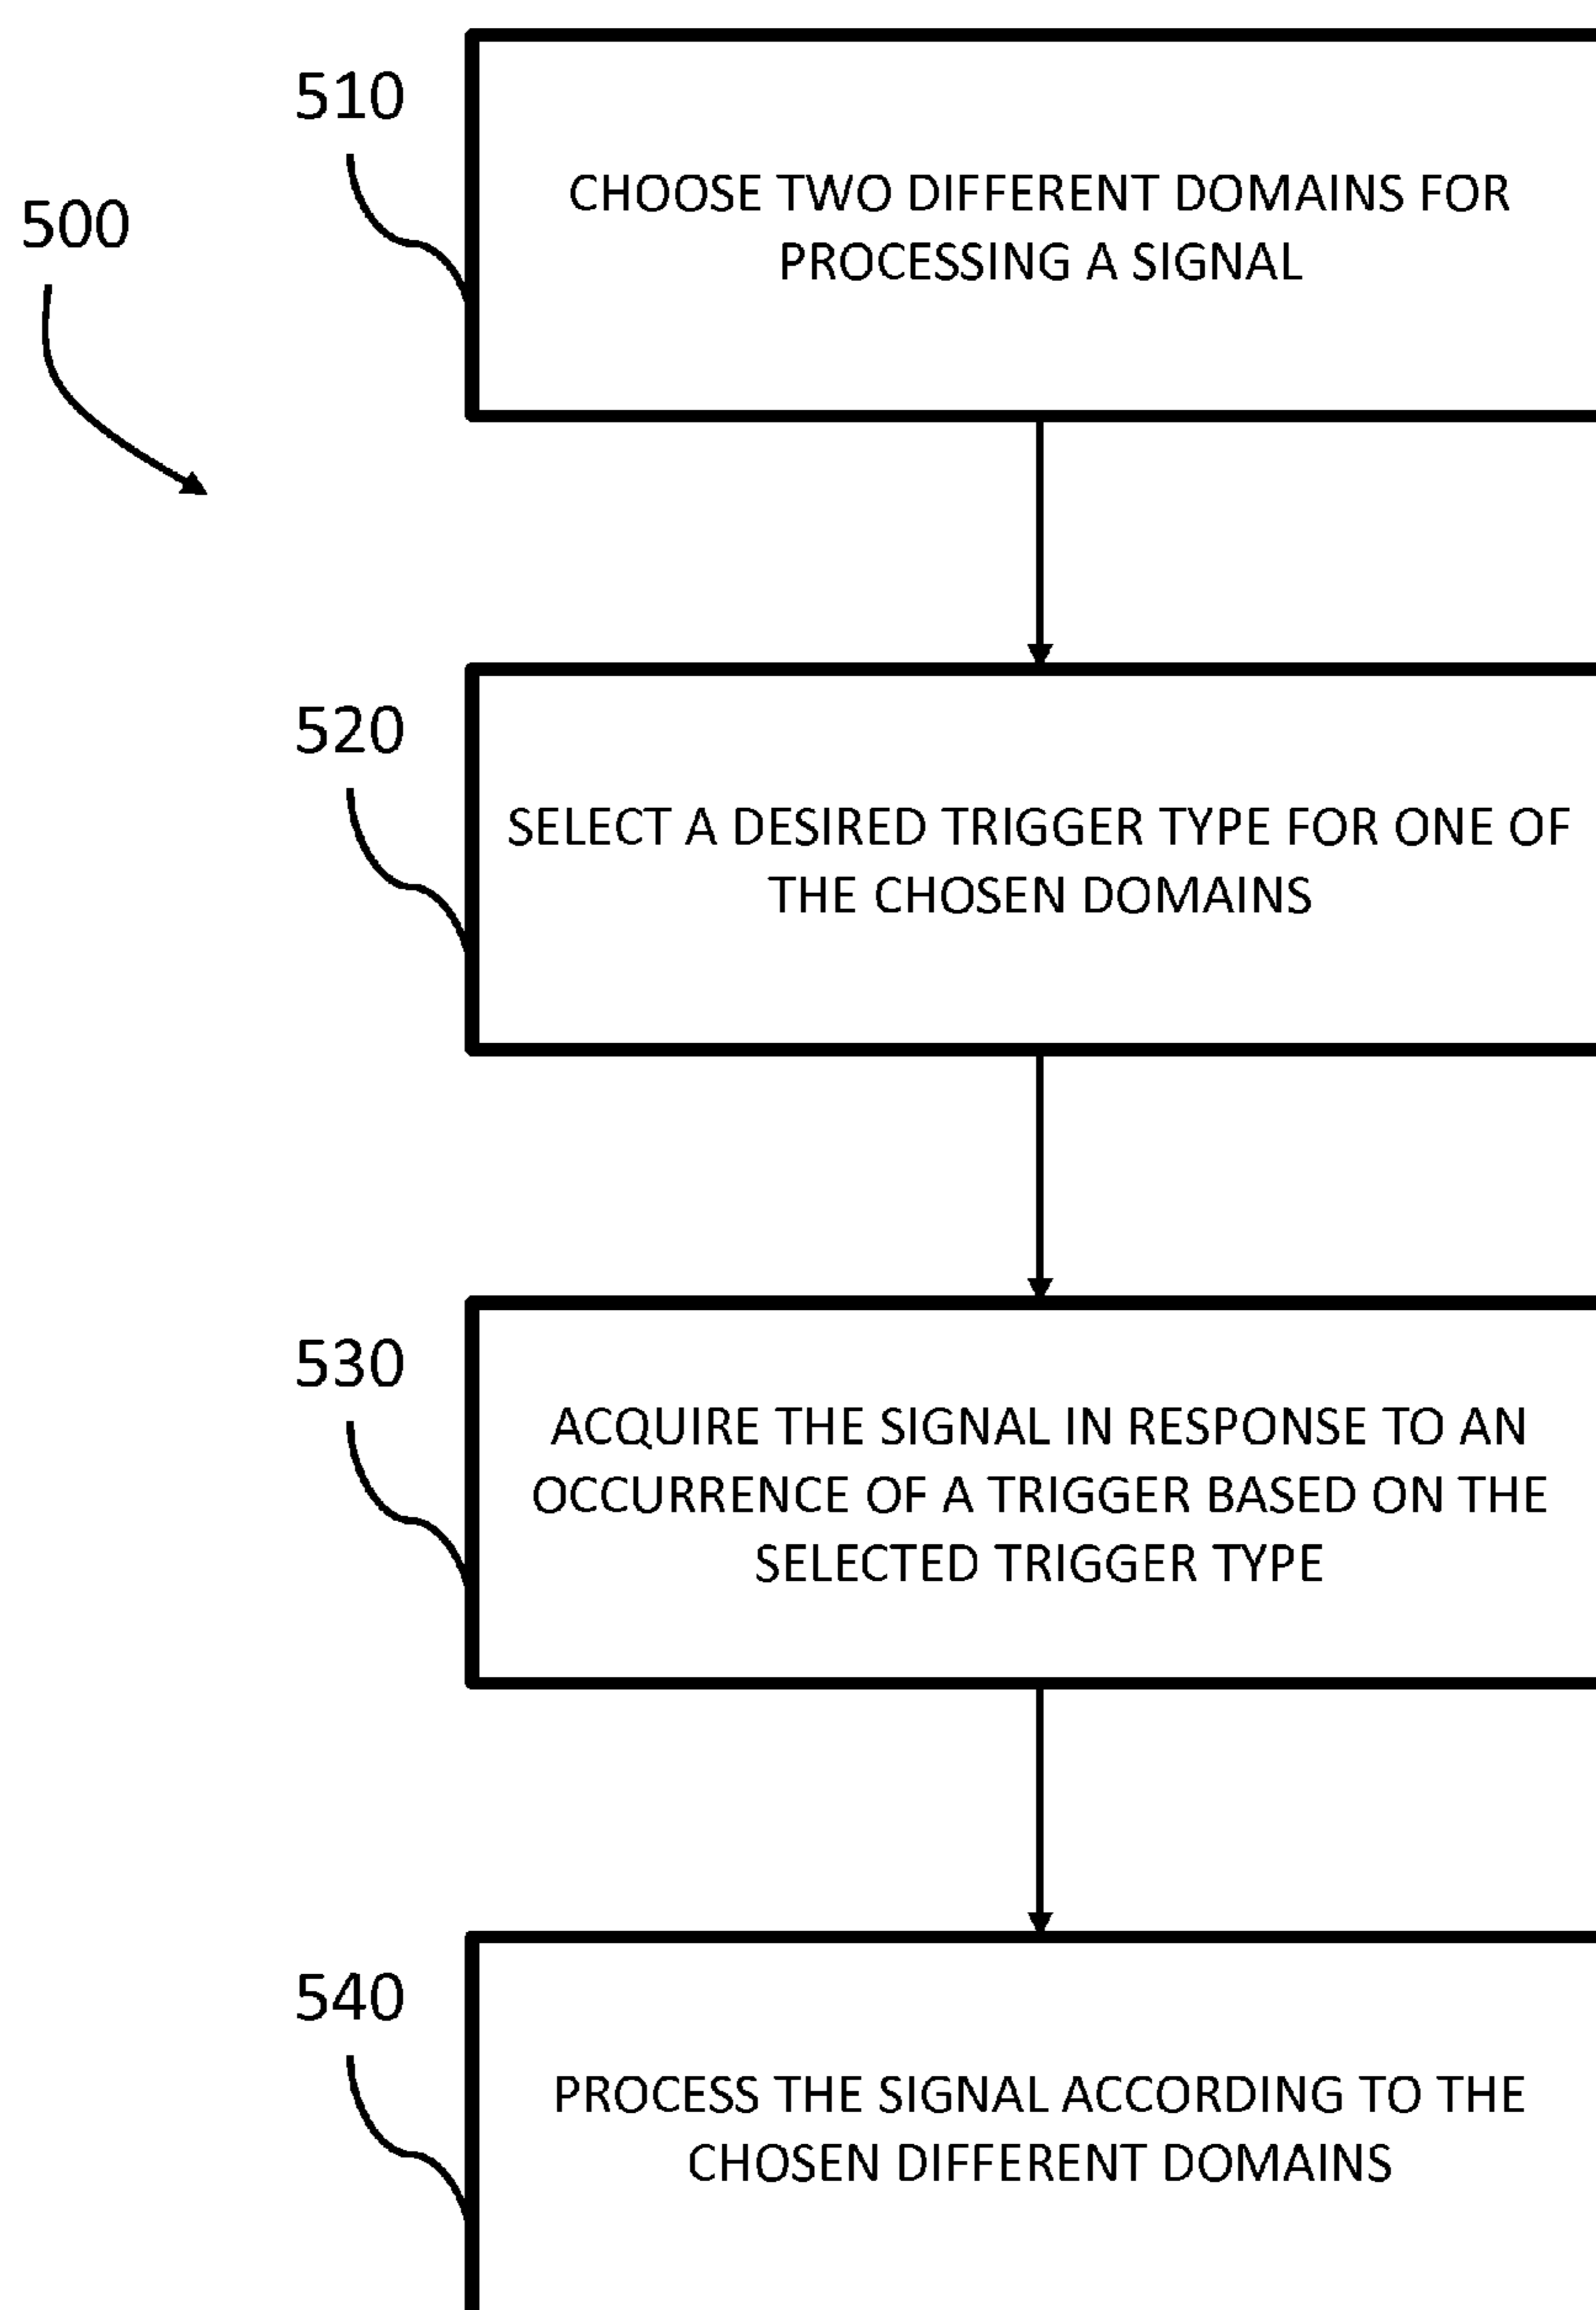 510
CHOOSE TWO DIFFERENT DOMAINS FOR
PROCESSING A SIGNAL
500
520
SELECT A DESIRED TRIGGER TYPE FOR ONE OF
THE CHOSEN DOMAINS
530
ACQUIRE THE SIGNAL IN RESPONSE TO AN
OCCURRENCE OF A TRIGGER BASED ON THE
SELECTED TRIGGER TYPE
540
PROCESS THE SIGNAL ACCORDING TO THE
CHOSEN DIFFERENT DOMAINS